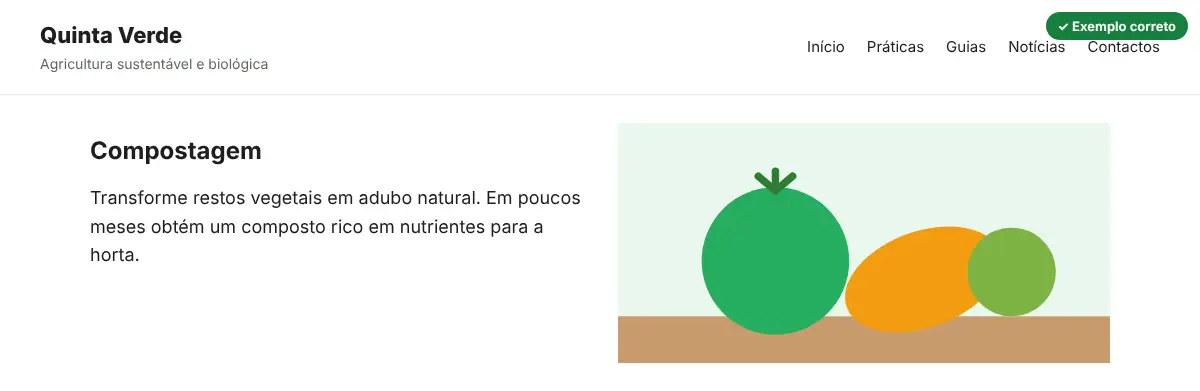 Quinta Verde
Agricultura sustentável e biológica
✓ Exemplo correto
Início Práticas Guias Notícias Contactos
Compostagem
Transforme restos vegetais em adubo natural. Em poucos
meses obtém um composto rico em nutrientes para a
horta.